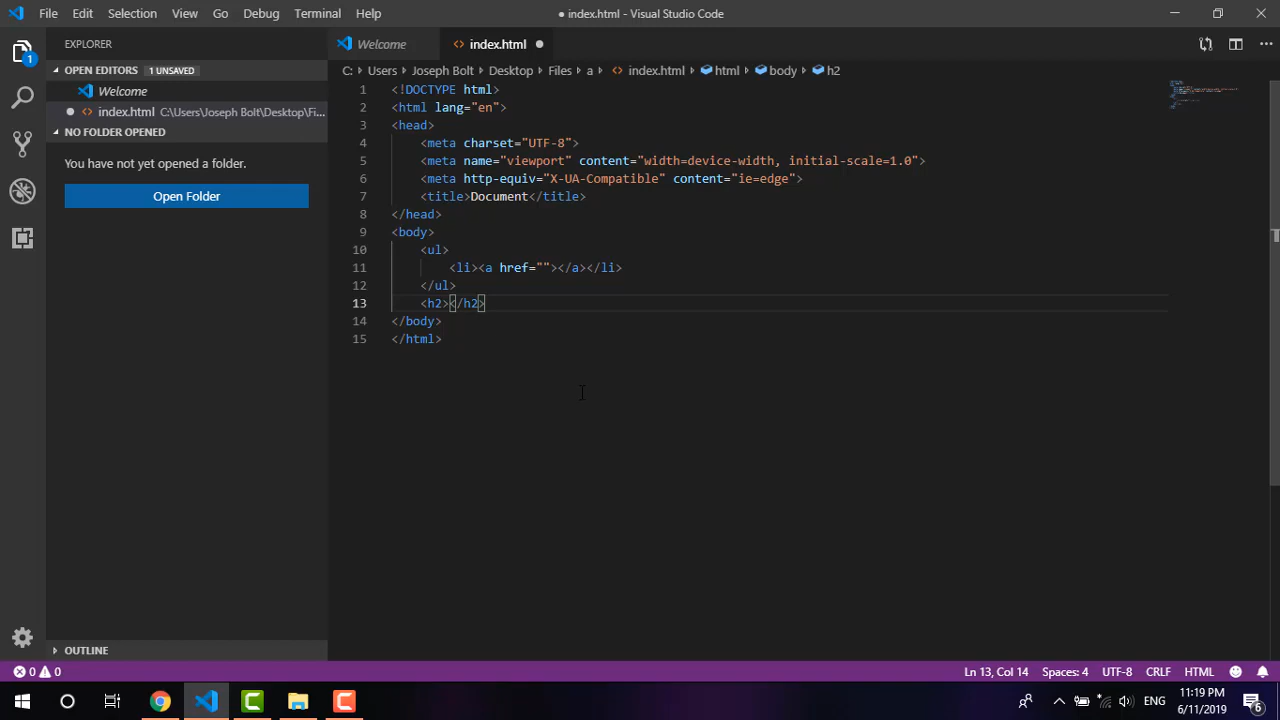 File Edit Selection View Go Debug Terminal Help
● index.html - Visual Studio Code
EXPLORER
OPEN EDITORS 1 UNSAVED
Welcome
index.html C:\Users\Joseph Bolt\Desktop\Fi...
NO FOLDER OPENED
You have not yet opened a folder.
Open Folder
OUTLINE
1
Welcome
index.html
C: › Users › Joseph Bolt › Desktop › Files › a › index.html › html › body › h2
1 <!DOCTYPE html>
2 <html lang="en">
3 <head>
4     <meta charset="UTF-8">
5     <meta name="viewport" content="width=device-width, initial-scale=1.0">
6     <meta http-equiv="X-UA-Compatible" content="ie=edge">
7     <title>Document</title>
8 </head>
9 <body>
10     <ul>
11         <li><a href=""></a></li>
12     </ul>
13     <h2></h2>
14 </body>
15 </html>
0 0
Ln 13, Col 14 Spaces: 4 UTF-8 CRLF HTML
ENG
11:19 PM
6/11/2019
6